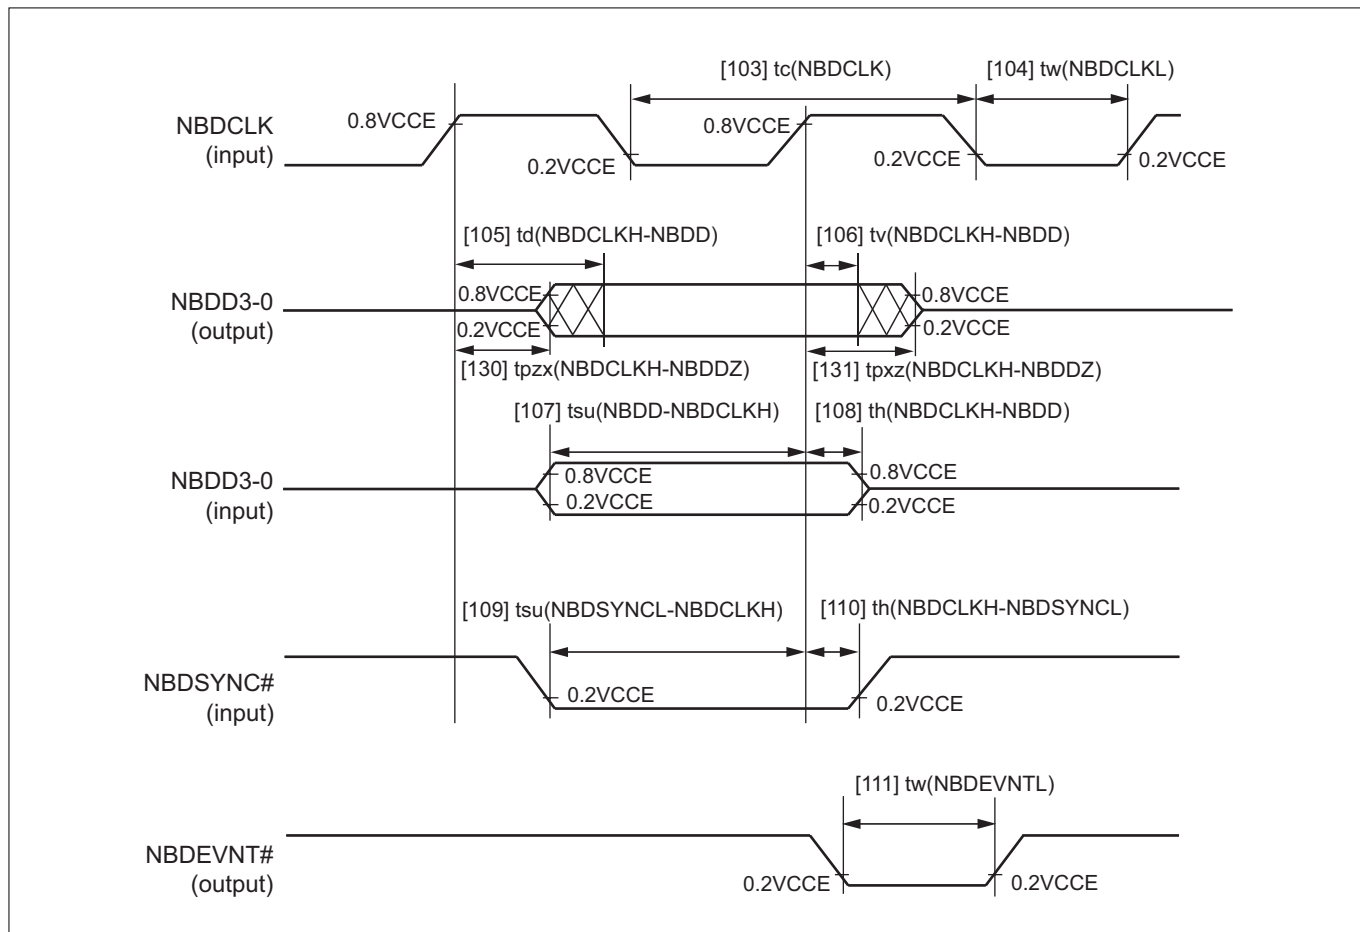 [103] tc(NBDCLK) [104] tw(NBDCLKL)
NBDCLK
(input)
0.8VCCE 0.8VCCE
0.2VCCE 0.2VCCE 0.2VCCE
[105] td(NBDCLKH-NBDD) [106] tv(NBDCLKH-NBDD)
NBDD3-0
(output)
0.8VCCE 0.8VCCE
0.2VCCE 0.2VCCE
[130] tpzx(NBDCLKH-NBDDZ) [131] tpxz(NBDCLKH-NBDDZ)
[107] tsu(NBDD-NBDCLKH) [108] th(NBDCLKH-NBDD)
NBDD3-0
(input)
0.8VCCE 0.8VCCE
0.2VCCE 0.2VCCE
[109] tsu(NBDSYNCL-NBDCLKH) [110] th(NBDCLKH-NBDSYNCL)
NBDSYNC#
(input)
0.2VCCE 0.2VCCE
[111] tw(NBDEVNTL)
NBDEVNT#
(output)
0.2VCCE 0.2VCCE